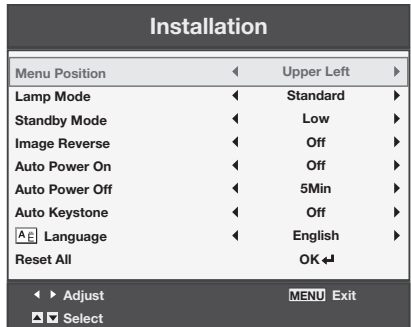 Installation
Menu Position Upper Left
Lamp Mode Standard
Standby Mode Low
Image Reverse Off
Auto Power On Off
Auto Power Off 5Min
Auto Keystone Off
Language English
Reset All OK
Adjust MENU Exit
Select